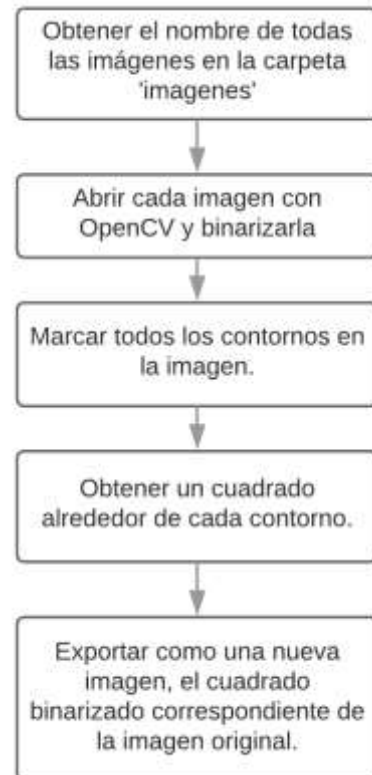 Obtener el nombre de todas
las imágenes en la carpeta
'imagenes'
Abrir cada imagen con
OpenCV y binarizarla
Marcar todos los contornos en
la imagen.
Obtener un cuadrado
alrededor de cada contorno.
Exportar como una nueva
imagen, el cuadrado
binarizado correspondiente de
la imagen original.